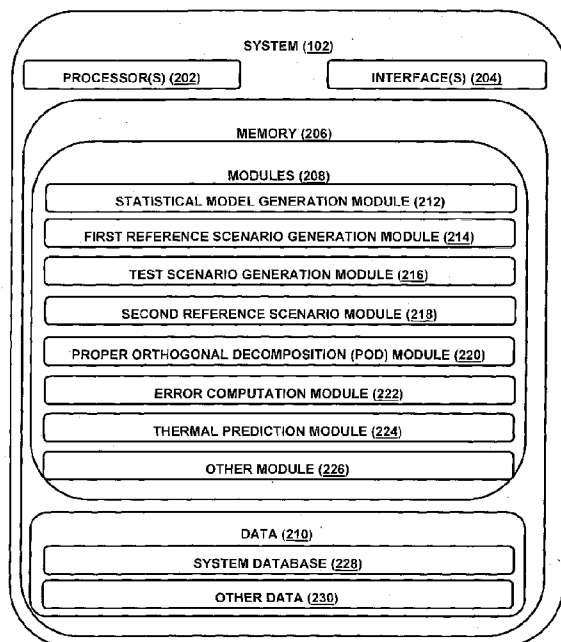 SYSTEM (102)
PROCESSOR(S) (202)
INTERFACE(S) (204)
MEMORY (206)
MODULES (208)
STATISTICAL MODEL GENERATION MODULE (212)
FIRST REFERENCE SCENARIO GENERATION MODULE (214)
TEST SCENARIO GENERATION MODULE (216)
SECOND REFERENCE SCENARIO MODULE (218)
PROPER ORTHOGONAL DECOMPOSITION (POD) MODULE (220)
ERROR COMPUTATION MODULE (222)
THERMAL PREDICTION MODULE (224)
OTHER MODULE (226)
DATA (210)
SYSTEM DATABASE (228)
OTHER DATA (230)